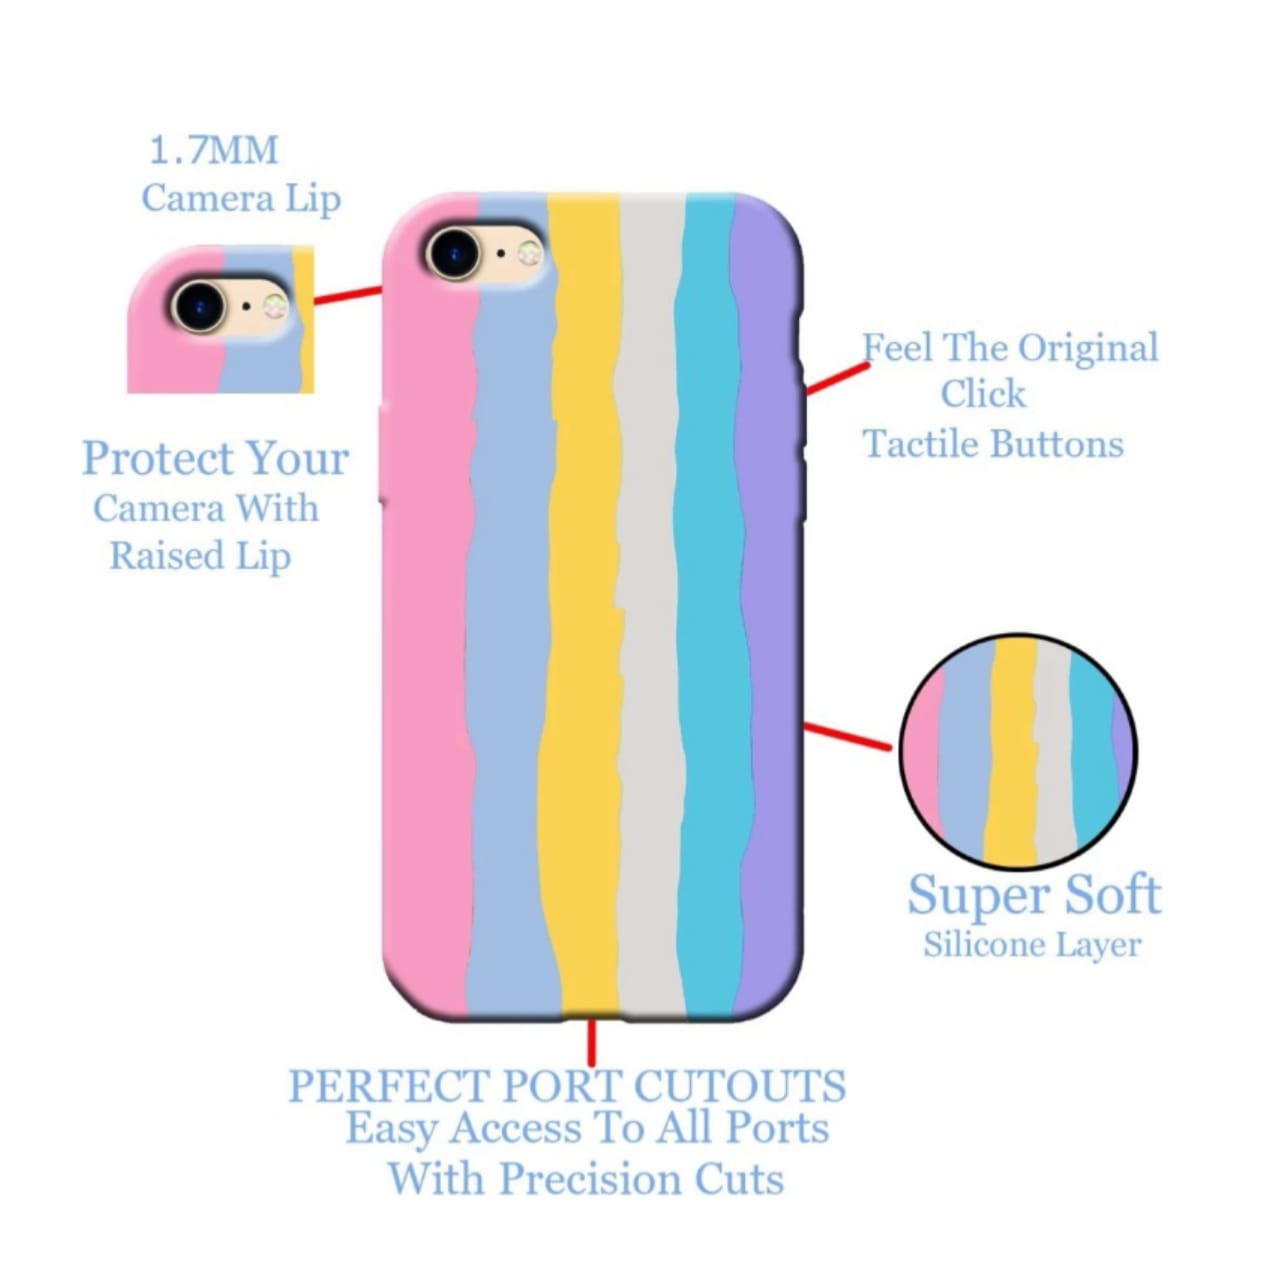 1.7MM
Camera Lip
Protect Your
Camera With
Raised Lip
Feel The Original
Click
Tactile Buttons
Super Soft
Silicone Layer
PERFECT PORT CUTOUTS
Easy Access To All Ports
With Precision Cuts